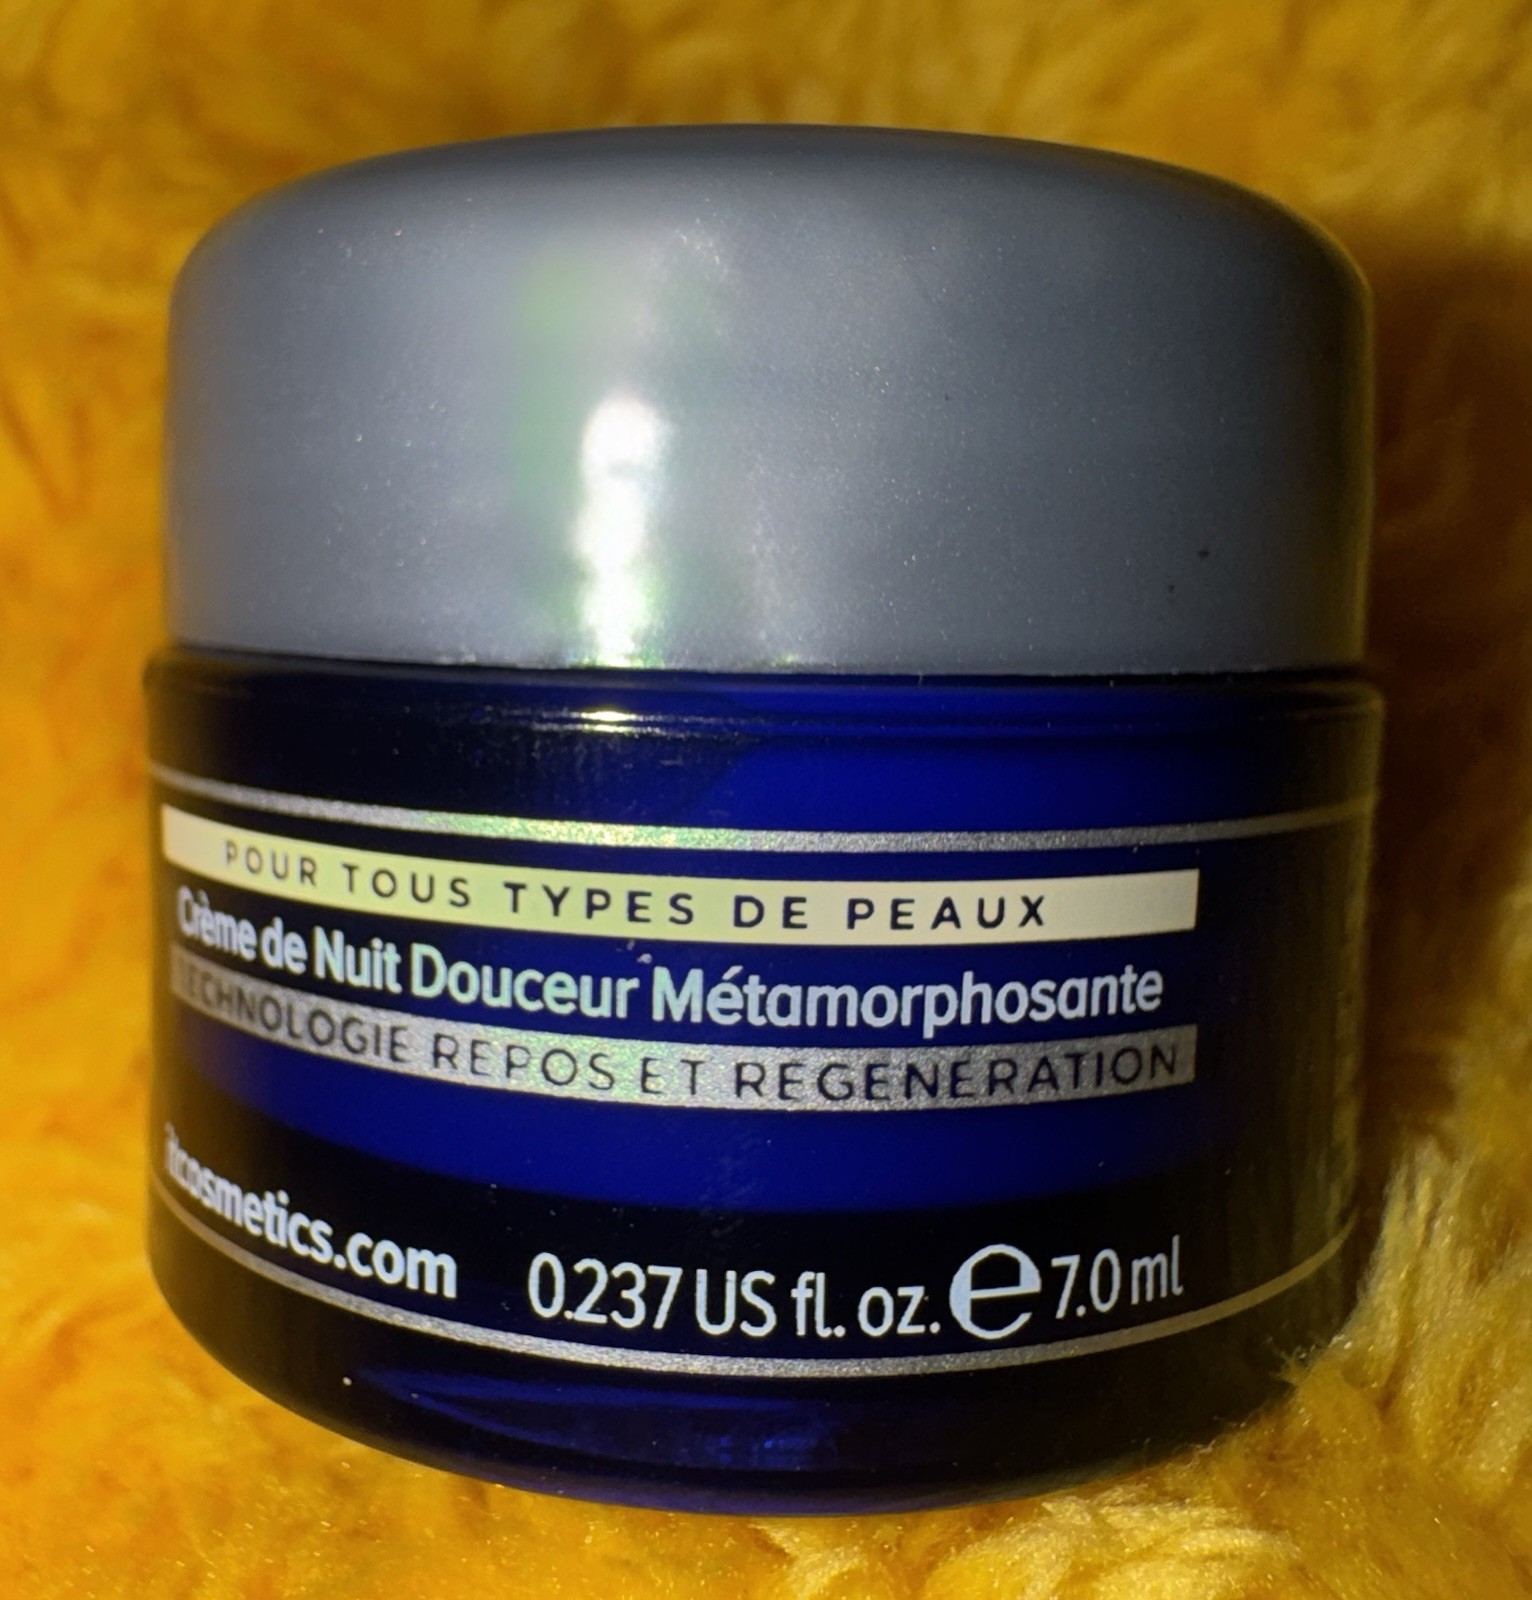 POUR TOUS TYPES DE PEAUX
Crème de Nuit Douceur Métamorphosante
TECHNOLOGIE REPOS ET RÉGÉNÉRATION
itcosmetics.com 0.237 US fl. oz. e 7.0 ml